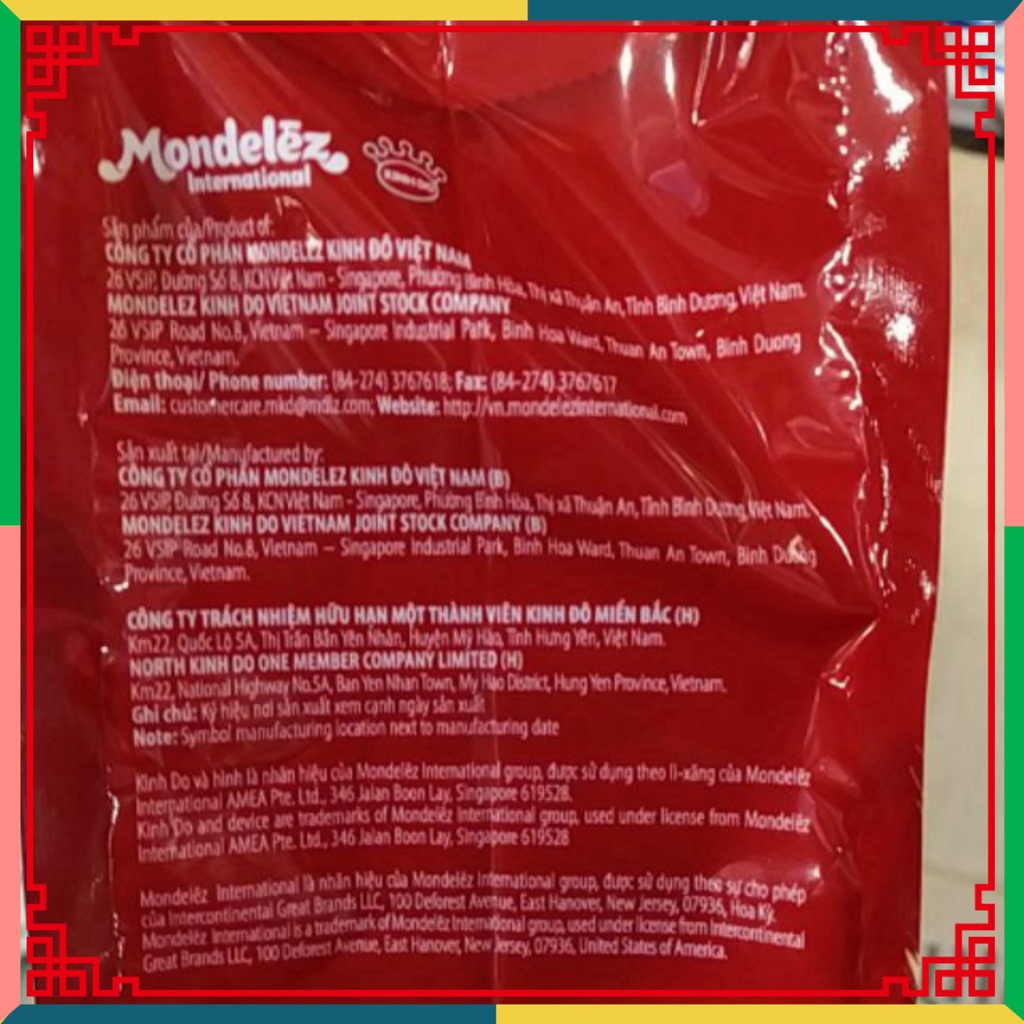 Mondelēz
International
KINH ĐÔ
Sản phẩm của/Product of:
CÔNG TY CỔ PHẦN MONDELEZ KINH ĐÔ VIỆT NAM
26 VSIP, Đường Số 8, KCN Việt Nam - Singapore, Phường Bình Hòa, Thị xã Thuận An, Tỉnh Bình Dương, Việt Nam.
MONDELEZ KINH DO VIETNAM JOINT STOCK COMPANY
26 VSIP Road No.8, Vietnam – Singapore Industrial Park, Binh Hoa Ward, Thuan An Town, Binh Duong
Province, Vietnam.
Điện thoại/ Phone number: (84-274) 3767618; Fax: (84-274) 3767617
Email: customercare.mkd@mdlz.com; Website: http://vn.mondelezinternational.com
Sản xuất tại/Manufactured by:
CÔNG TY CỔ PHẦN MONDELEZ KINH ĐÔ VIỆT NAM (B)
26 VSIP, Đường Số 8, KCN Việt Nam - Singapore, Phường Bình Hòa, Thị xã Thuận An, Tỉnh Bình Dương, Việt Nam.
MONDELEZ KINH DO VIETNAM JOINT STOCK COMPANY (B)
26 VSIP Road No.8, Vietnam – Singapore Industrial Park, Binh Hoa Ward, Thuan An Town, Binh Duong
Province, Vietnam.
CÔNG TY TRÁCH NHIỆM HỮU HẠN MỘT THÀNH VIÊN KINH ĐÔ MIỀN BẮC (H)
Km22, Quốc Lộ 5A, Thị Trấn Bần Yên Nhân, Huyện Mỹ Hào, Tỉnh Hưng Yên, Việt Nam.
NORTH KINH DO ONE MEMBER COMPANY LIMITED (H)
Km22, National Highway No.5A, Ban Yen Nhan Town, My Hao District, Hung Yen Province, Vietnam.
Ghi chú: Ký hiệu nơi sản xuất xem cạnh ngày sản xuất
Note: Symbol manufacturing location next to manufacturing date
Kinh Do và hình là nhãn hiệu của Mondelēz International group, được sử dụng theo li-xăng của Mondelēz
International AMEA Pte. Ltd., 346 Jalan Boon Lay, Singapore 619528.
Kinh Do and device are trademarks of Mondelēz International group, used under license from Mondelēz
International AMEA Pte. Ltd., 346 Jalan Boon Lay, Singapore 619528
Mondelēz International là nhãn hiệu của Mondelēz International group, được sử dụng theo sự cho phép
của Intercontinental Great Brands LLC, 100 Deforest Avenue, East Hanover, New Jersey, 07936, Hoa Kỳ.
Mondelēz International is a trademark of Mondelēz International group, used under license from Intercontinental
Great Brands LLC, 100 Deforest Avenue, East Hanover, New Jersey, 07936, United States of America.